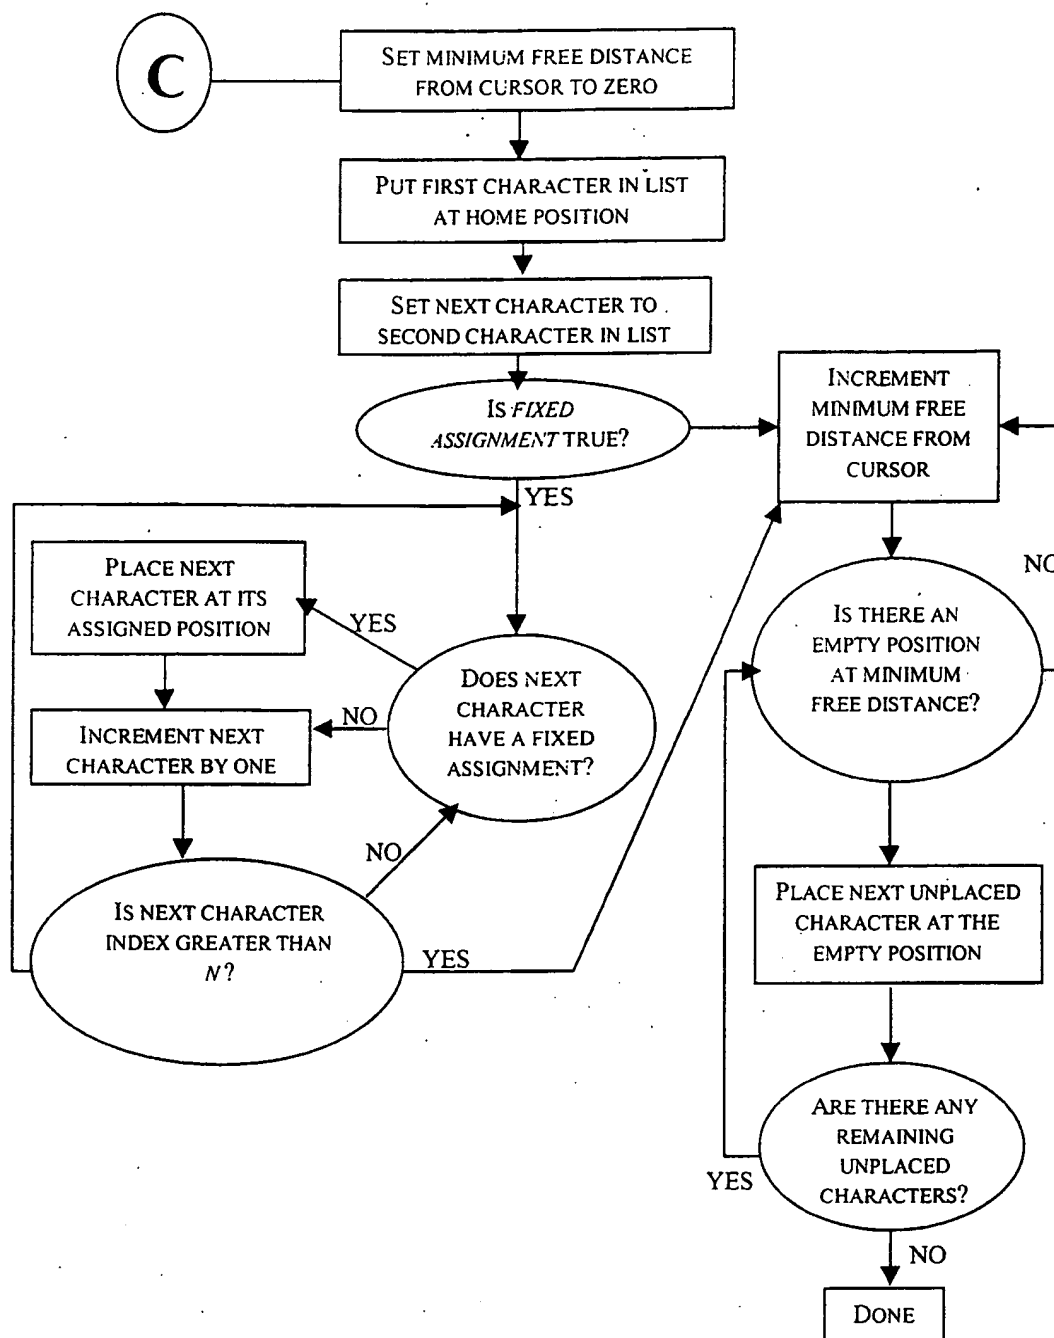 C
SET MINIMUM FREE DISTANCE
FROM CURSOR TO ZERO
PUT FIRST CHARACTER IN LIST
AT HOME POSITION
SET NEXT CHARACTER TO
SECOND CHARACTER IN LIST
IS FIXED
ASSIGNMENT TRUE?
YES
INCREMENT
MINIMUM FREE
DISTANCE FROM
CURSOR
PLACE NEXT
CHARACTER AT ITS
ASSIGNED POSITION
YES
DOES NEXT
CHARACTER
HAVE A FIXED
ASSIGNMENT?
NO
INCREMENT NEXT
CHARACTER BY ONE
NO
IS NEXT CHARACTER
INDEX GREATER THAN
N?
YES
NO
IS THERE AN
EMPTY POSITION
AT MINIMUM
FREE DISTANCE?
PLACE NEXT UNPLACED
CHARACTER AT THE
EMPTY POSITION
ARE THERE ANY
REMAINING
UNPLACED
CHARACTERS?
YES
NO
DONE